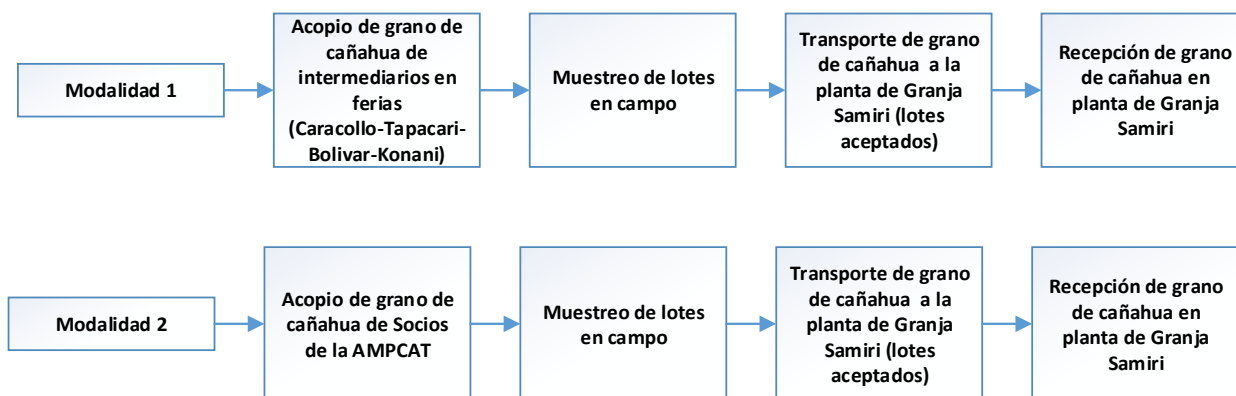 Modalidad 1
Acopio de grano de
cañahua de
intermediarios en
ferias
(Caracollo-Tapacari-
Bolivar-Konani)
Muestreo de lotes
en campo
Transporte de grano
de cañahua a la
planta de Granja
Samiri (lotes
aceptados)
Recepción de grano
de cañahua en
planta de Granja
Samiri
Modalidad 2
Acopio de grano de
cañahua de Socios
de la AMPCAT
Muestreo de lotes
en campo
Transporte de grano
de cañahua a la
planta de Granja
Samiri (lotes
aceptados)
Recepción de grano
de cañahua en
planta de Granja
Samiri